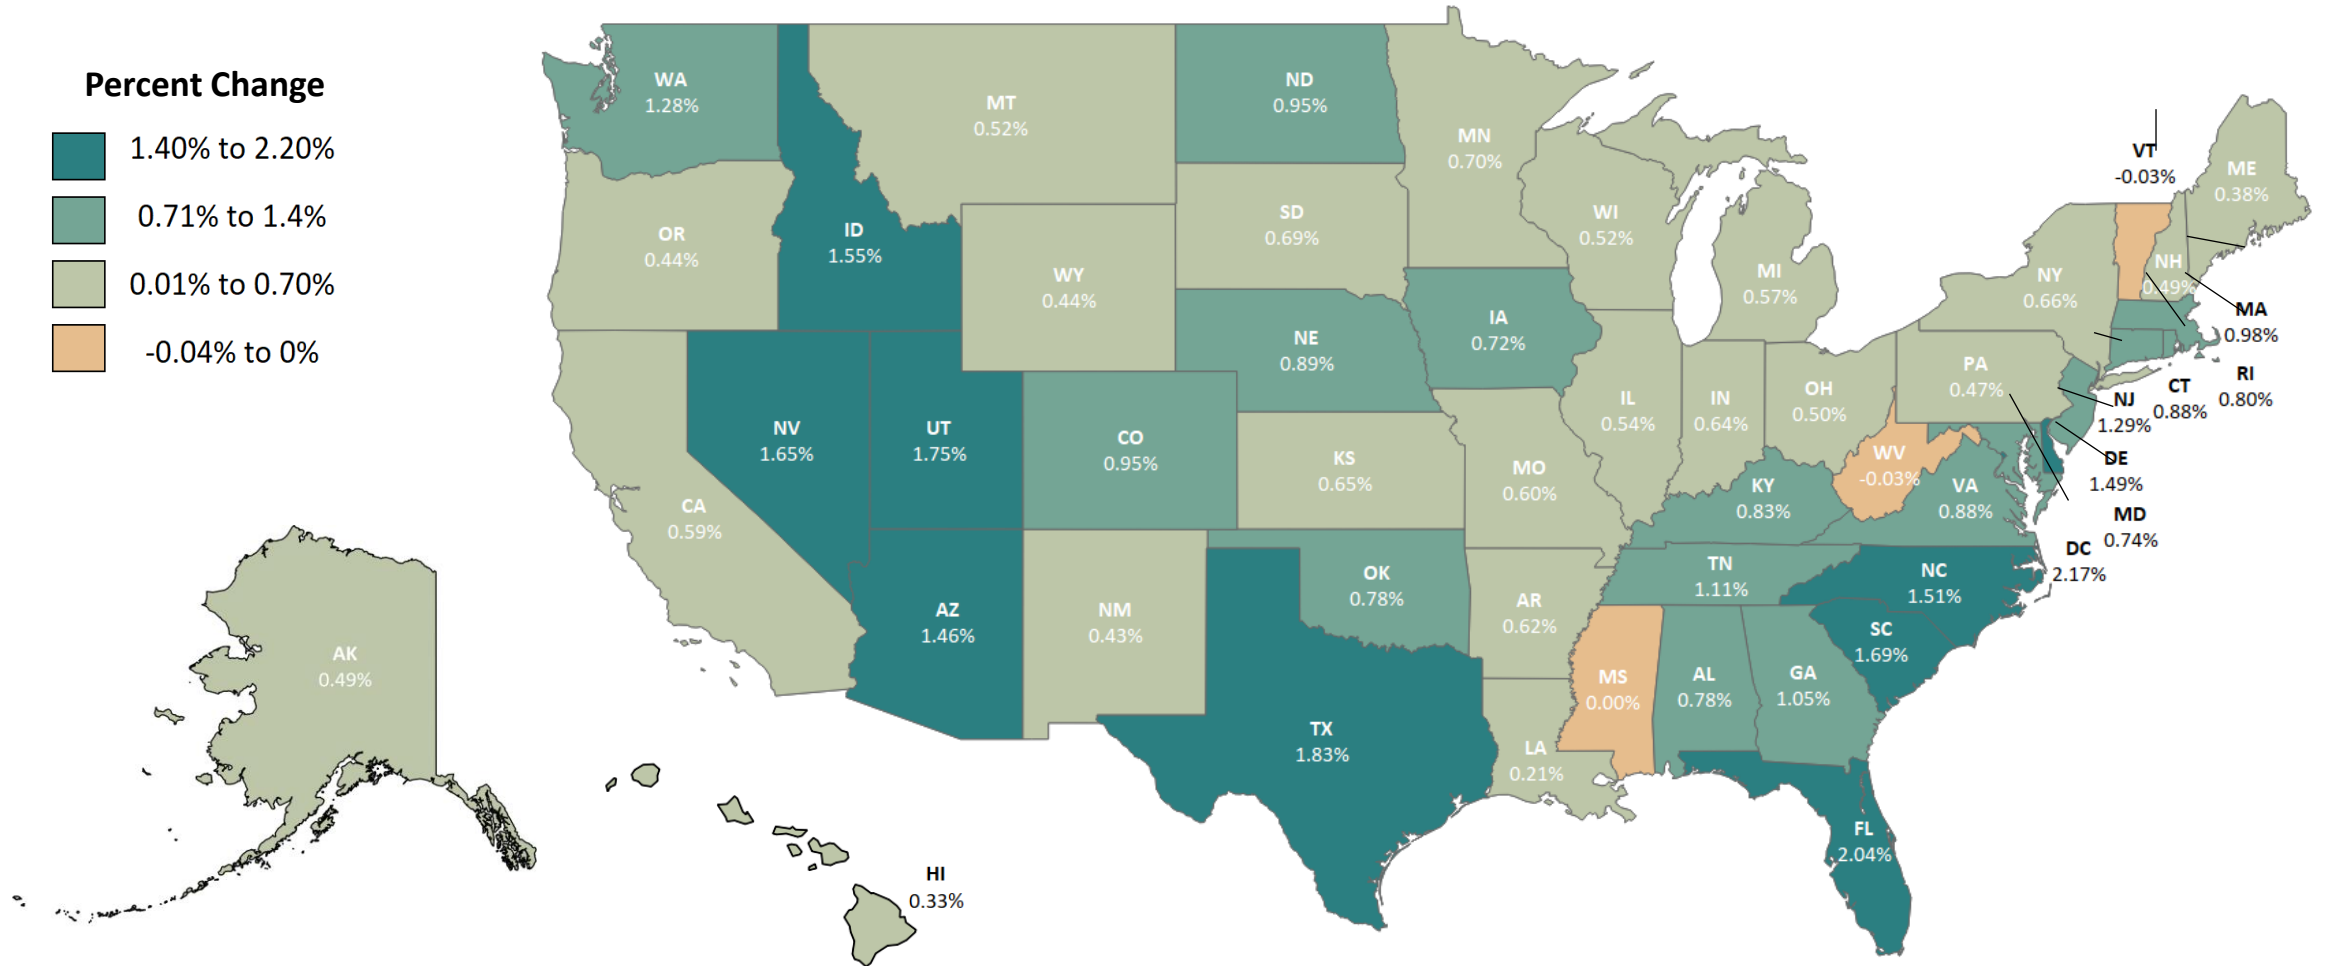 Percent Change
1.40% to 2.20%
0.71% to 1.4%
0.01% to 0.70%
-0.04% to 0%
WA
1.28%
OR
0.44%
CA
0.59%
ID
1.55%
NV
1.65%
UT
1.75%
AZ
1.46%
MT
0.52%
WY
0.44%
CO
0.95%
NM
0.43%
ND
0.95%
SD
0.69%
NE
0.89%
KS
0.65%
OK
0.78%
TX
1.83%
MN
0.70%
IA
0.72%
MO
0.60%
AR
0.62%
LA
0.21%
WI
0.52%
IL
0.54%
MI
0.57%
IN
0.64%
OH
0.50%
KY
0.83%
TN
1.11%
MS
0.00%
AL
0.78%
GA
1.05%
FL
2.04%
SC
1.69%
NC
1.51%
VA
0.88%
WV
-0.03%
PA
0.47%
NY
0.66%
VT
-0.03%
NH
0.49%
ME
0.38%
MA
0.98%
RI
0.80%
CT
0.88%
NJ
1.29%
DE
1.49%
MD
0.74%
DC
2.17%
AK
0.49%
HI
0.33%